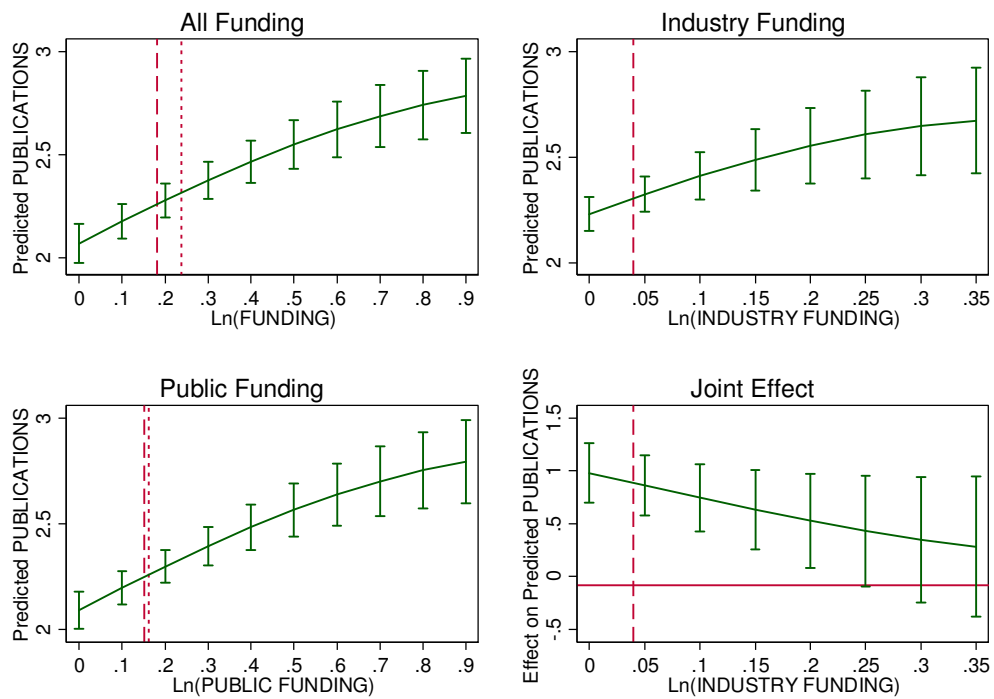 All Funding
Predicted PUBLICATIONS
3
2.5
2
0 .1 .2 .3 .4 .5 .6 .7 .8 .9
Ln(FUNDING)
Industry Funding
Predicted PUBLICATIONS
3
2.5
2
0 .05 .1 .15 .2 .25 .3 .35
Ln(INDUSTRY FUNDING)
Public Funding
Predicted PUBLICATIONS
3
2.5
2
0 .1 .2 .3 .4 .5 .6 .7 .8 .9
Ln(PUBLIC FUNDING)
Joint Effect
Effect on Predicted PUBLICATIONS
1.5
1
.5
0
-.5
0 .05 .1 .15 .2 .25 .3 .35
Ln(INDUSTRY FUNDING)